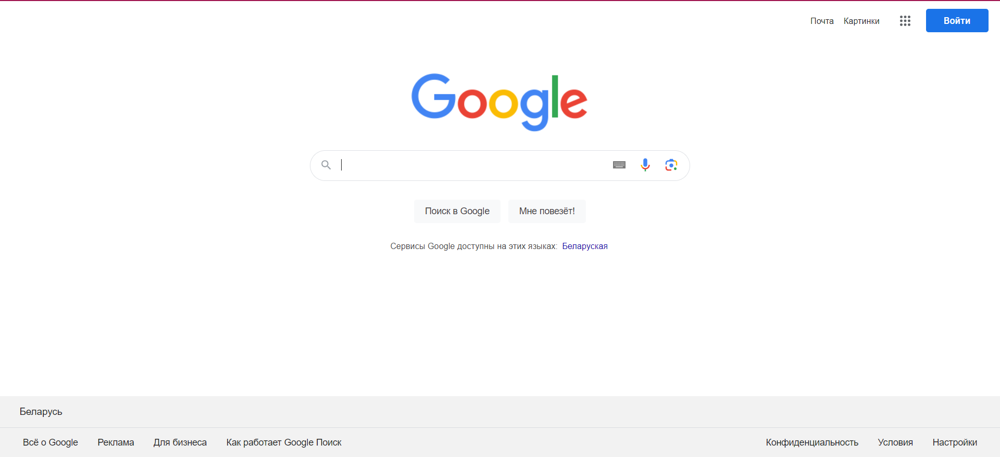 Почта Картинки Войти
Google
Поиск в Google Мне повезёт!
Сервисы Google доступны на этих языках: Беларуская
Беларусь
Всё о Google Реклама Для бизнеса Как работает Google Поиск Конфиденциальность Условия Настройки